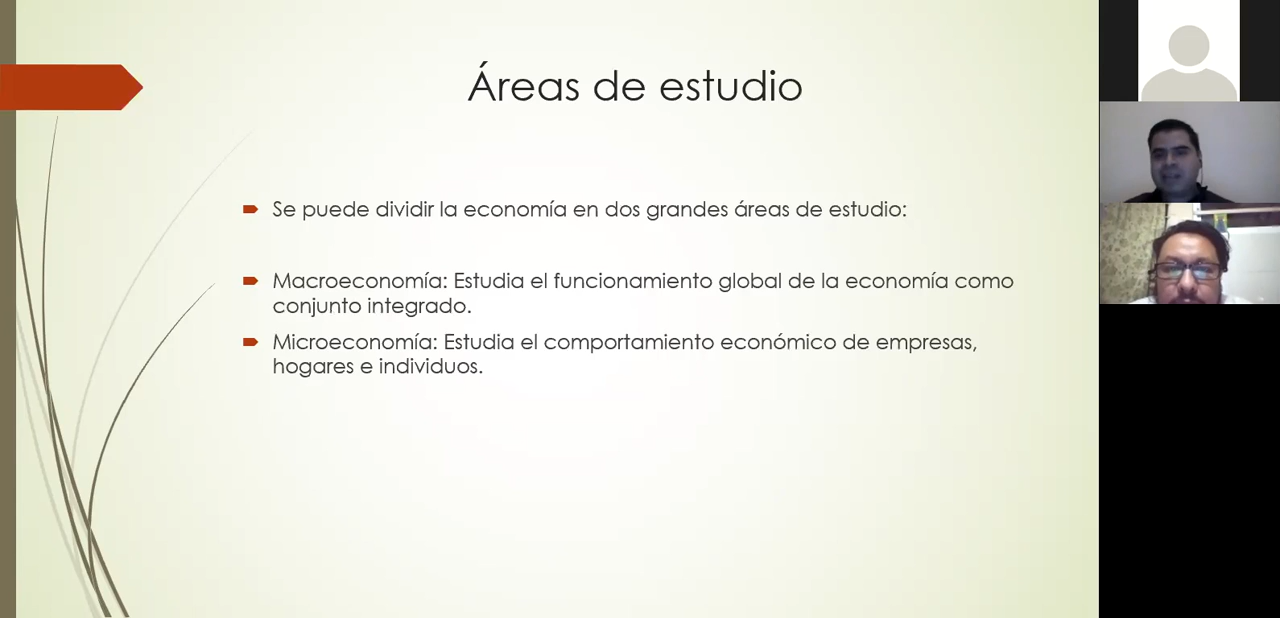 Áreas de estudio
Se puede dividir la economía en dos grandes áreas de estudio:
Macroeconomía: Estudia el funcionamiento global de la economía como
conjunto integrado.
Microeconomía: Estudia el comportamiento económico de empresas,
hogares e individuos.